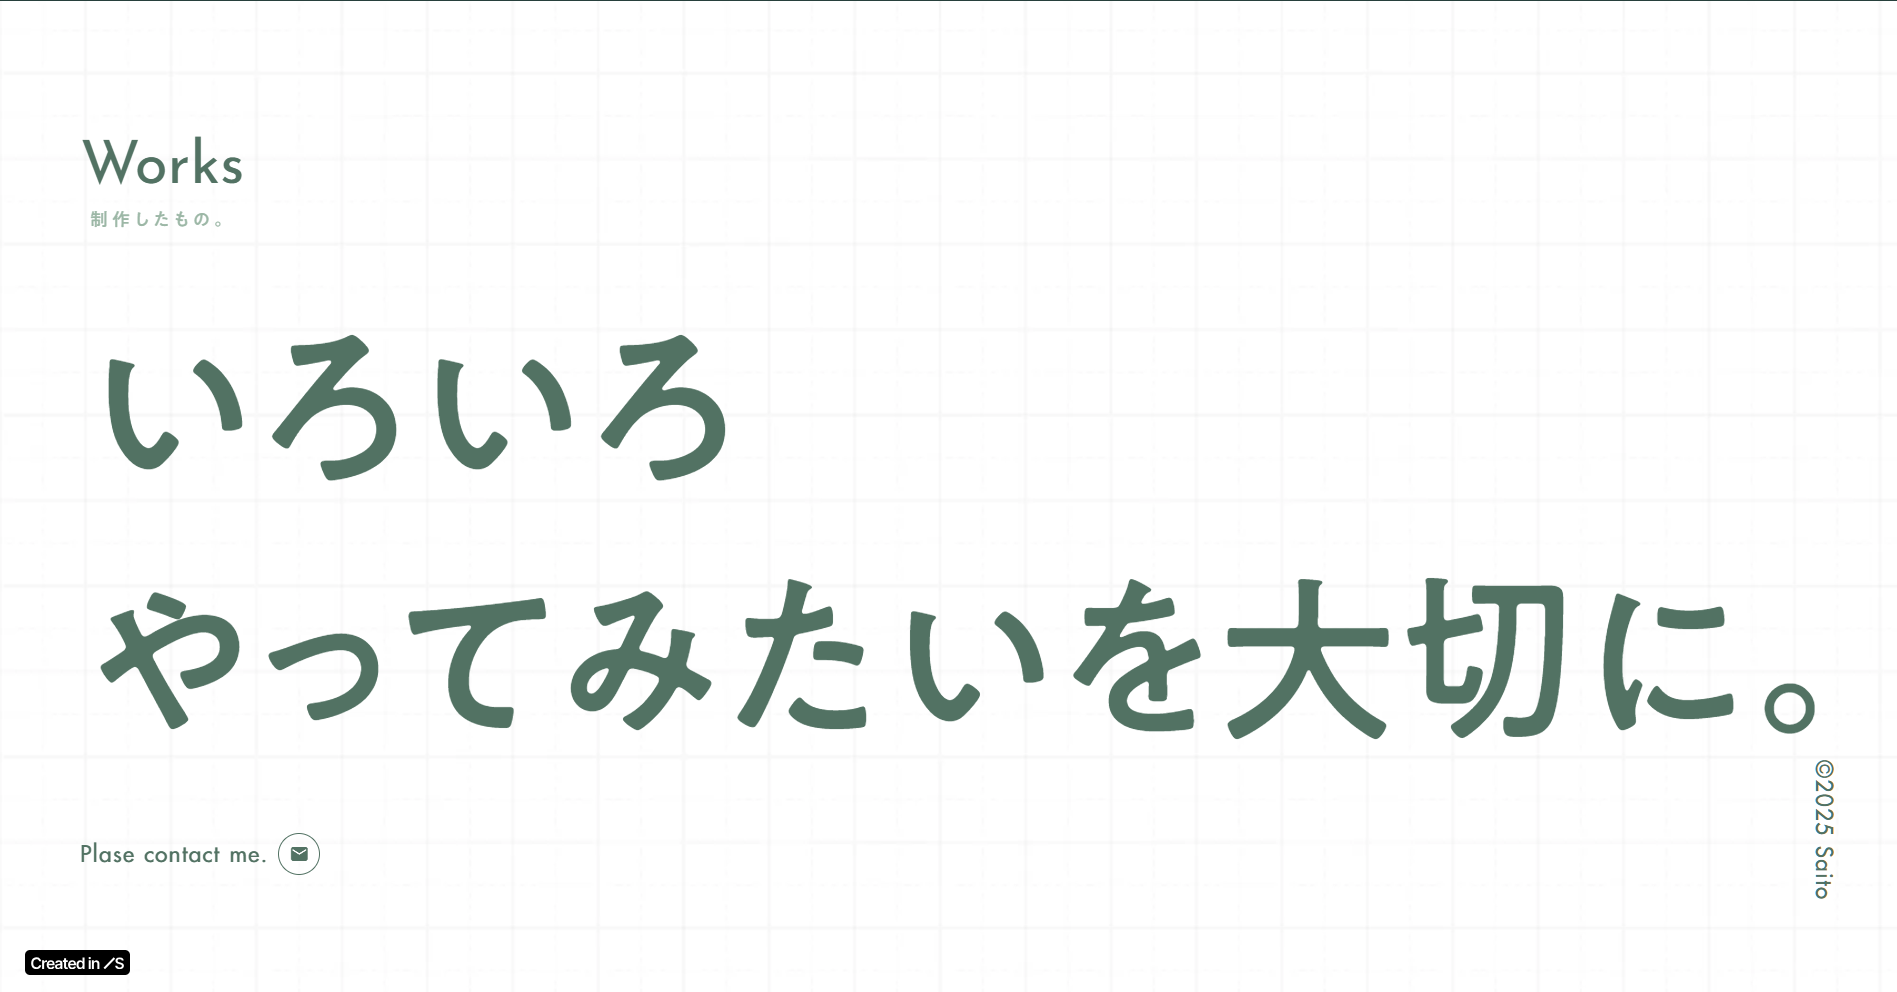 Works
制作したもの。
いろいろ
やってみたいを大切に。
©2025 Saito
Plase contact me.
Created in /S